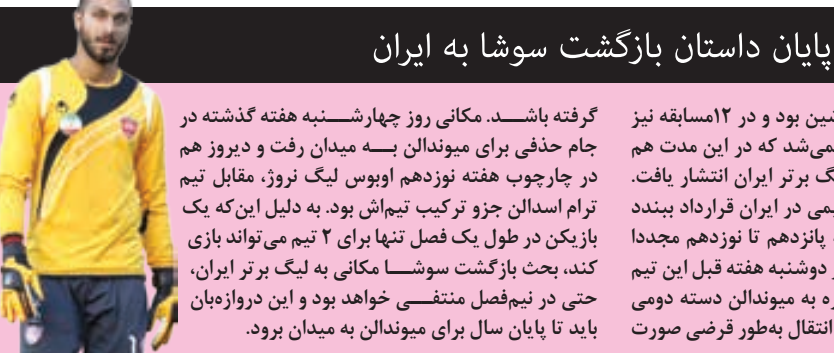 پایان داستان بازگشت سوشا به ایران
بود و در ۱۲مسابقه نیز
که در این مدت هم
برتر ایران انتشار یافت.
در ایران قرارداد ببندد
پانزدهم تا نوزدهم مجددا
دوشنبه هفته قبل این تیم
به میوندالن دسته دومی
انتقال به‌طور قرضی صورت
گرفته باشـــد. مکانی روز چهارشـــنبه هفته گذشته در
جام حذفی برای میوندالن بـــه میدان رفت و دیروز هم
در چارچوب هفته نوزدهم اوبوس لیگ نروژ، مقابل تیم
ترام اسدالن جزو ترکیب تیم‌اش بود. به دلیل این‌که یک
بازیکن در طول یک فصل تنها برای ۲ تیم می‌تواند بازی
کند، بحث بازگشت سوشـــا مکانی به لیگ برتر ایران،
حتی در نیم‌فصل منتفـــی خواهد بود و این دروازه‌بان
باید تا پایان سال برای میوندالن به میدان برود.